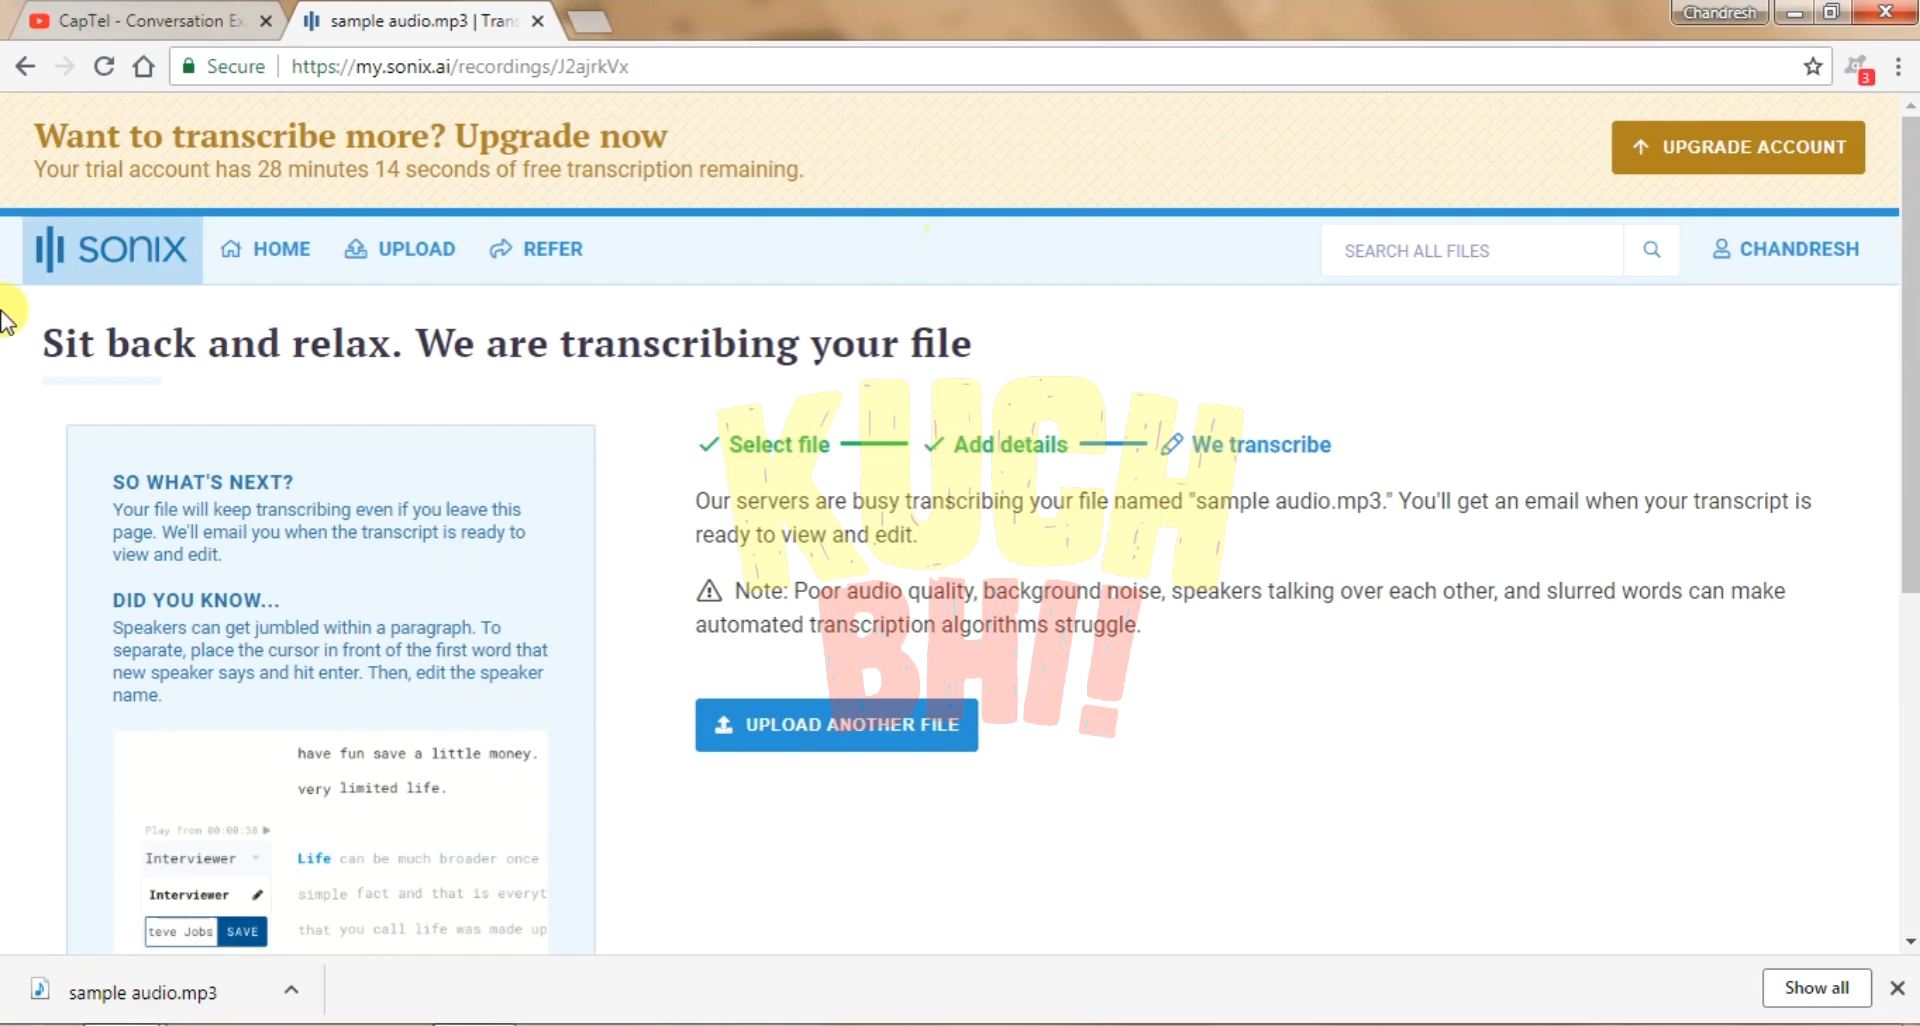 CapTel - Conversation Ex
sample audio.mp3 | Trans
Chandresh
Secure
https://my.sonix.ai/recordings/J2ajrkVx
3
Want to transcribe more? Upgrade now
Your trial account has 28 minutes 14 seconds of free transcription remaining.
UPGRADE ACCOUNT
sonix
HOME
UPLOAD
REFER
SEARCH ALL FILES
CHANDRESH
Sit back and relax. We are transcribing your file
SO WHAT'S NEXT?
Your file will keep transcribing even if you leave this
page. We'll email you when the transcript is ready to
view and edit.
DID YOU KNOW...
Speakers can get jumbled within a paragraph. To
separate, place the cursor in front of the first word that
new speaker says and hit enter. Then, edit the speaker
name.
have fun save a little money.
very limited life.
Play from 00:00:38
Interviewer
Life can be much broader once
Interviewer
simple fact and that is everyt
teve Jobs
SAVE
that you call life was made up
Select file
Add details
We transcribe
Our servers are busy transcribing your file named "sample audio.mp3." You'll get an email when your transcript is
ready to view and edit.
Note: Poor audio quality, background noise, speakers talking over each other, and slurred words can make
automated transcription algorithms struggle.
UPLOAD ANOTHER FILE
KUCH
BHI!
sample audio.mp3
Show all